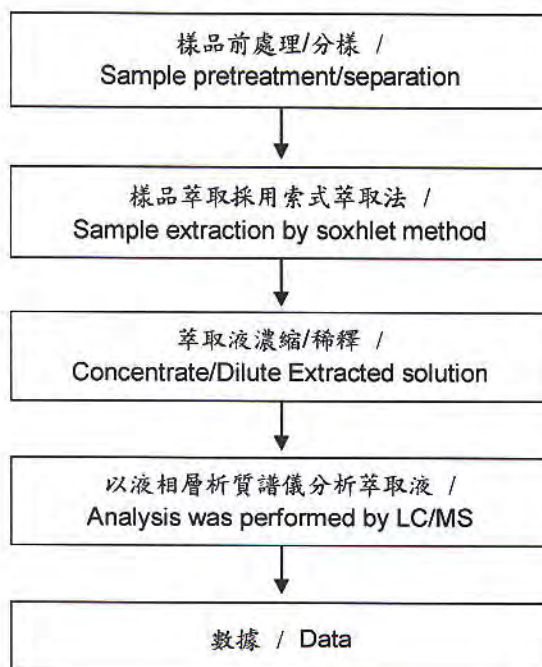 樣品前處理/分樣 /
Sample pretreatment/separation
樣品萃取採用索式萃取法 /
Sample extraction by soxhlet method
萃取液濃縮/稀釋 /
Concentrate/Dilute Extracted solution
以液相層析質譜儀分析萃取液 /
Analysis was performed by LC/MS
數據 / Data